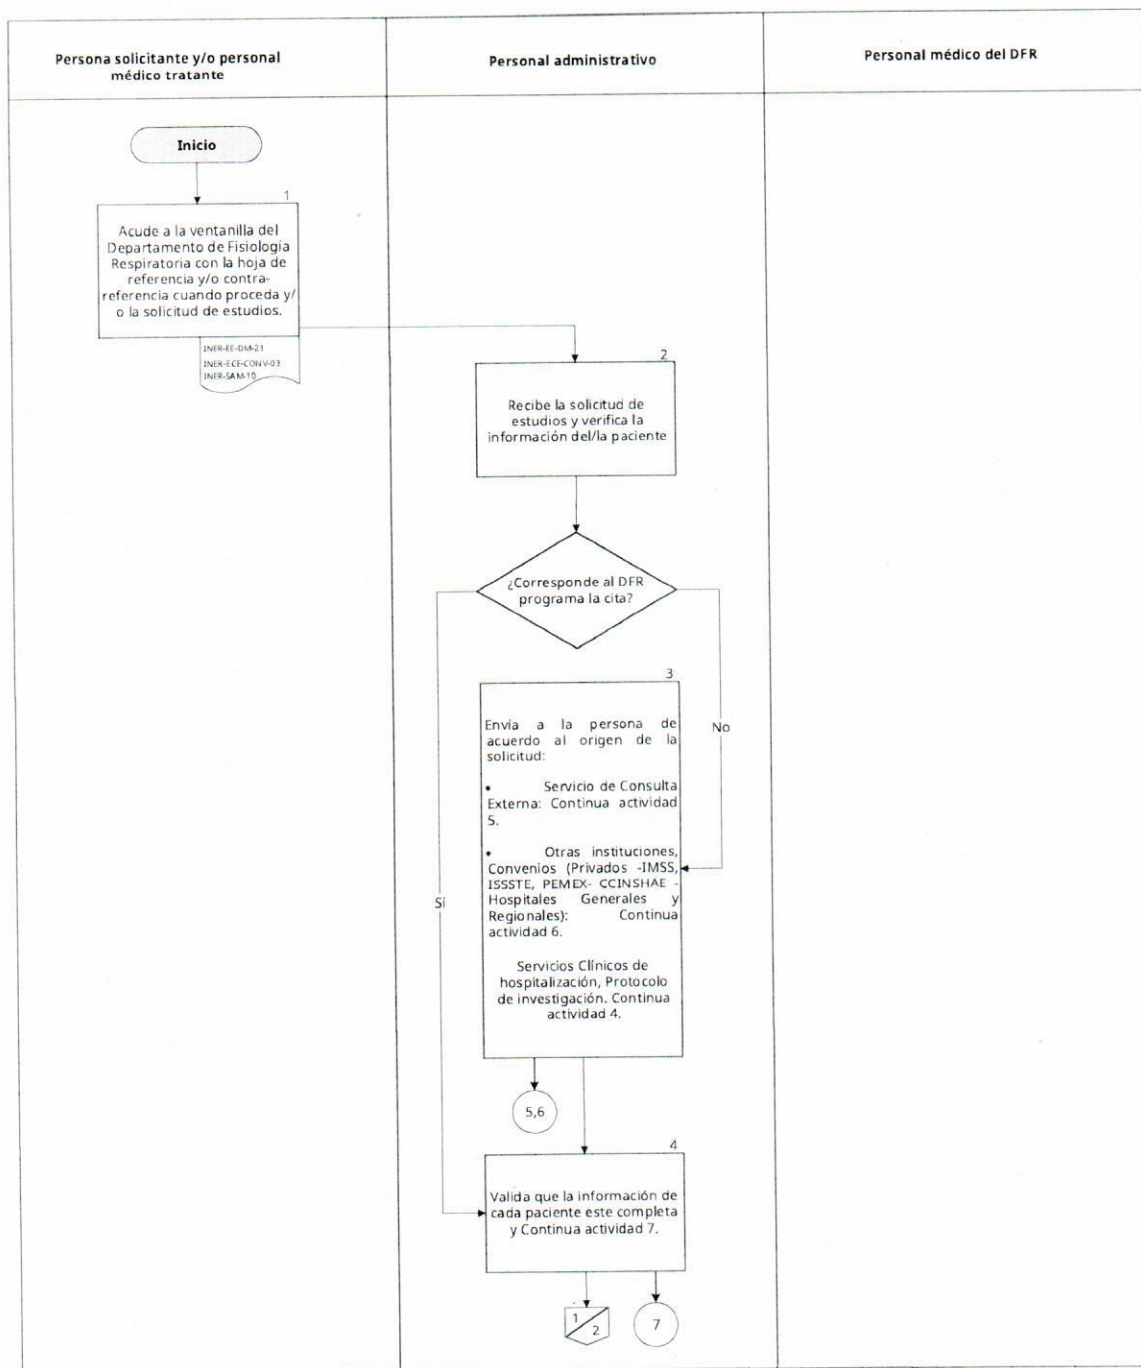 Persona solicitante y/o personal
médico tratante
Personal administrativo
Personal médico del DFR
Inicio
1
Acude a la ventanilla del
Departamento de Fisiología
Respiratoria con la hoja de
referencia y/o contra-
referencia cuando proceda y/
o la solicitud de estudios.
INER-EE-DM-21
INER-ECE-CONV-03
INER-SAM-10
2
Recibe la solicitud de
estudios y verifica la
información del/la paciente
¿Corresponde al DFR
programa la cita?
No
Sí
3
Envía a la persona de
acuerdo al origen de la
solicitud:
• Servicio de Consulta
Externa: Continua actividad
5.
• Otras instituciones,
Convenios (Privados -IMSS,
ISSSTE, PEMEX- CCINSHAE -
Hospitales Generales y
Regionales): Continua
actividad 6.
Servicios Clínicos de
hospitalización, Protocolo
de investigación. Continua
actividad 4.
5,6
4
Valida que la información de
cada paciente este completa
y Continua actividad 7.
1
2
7